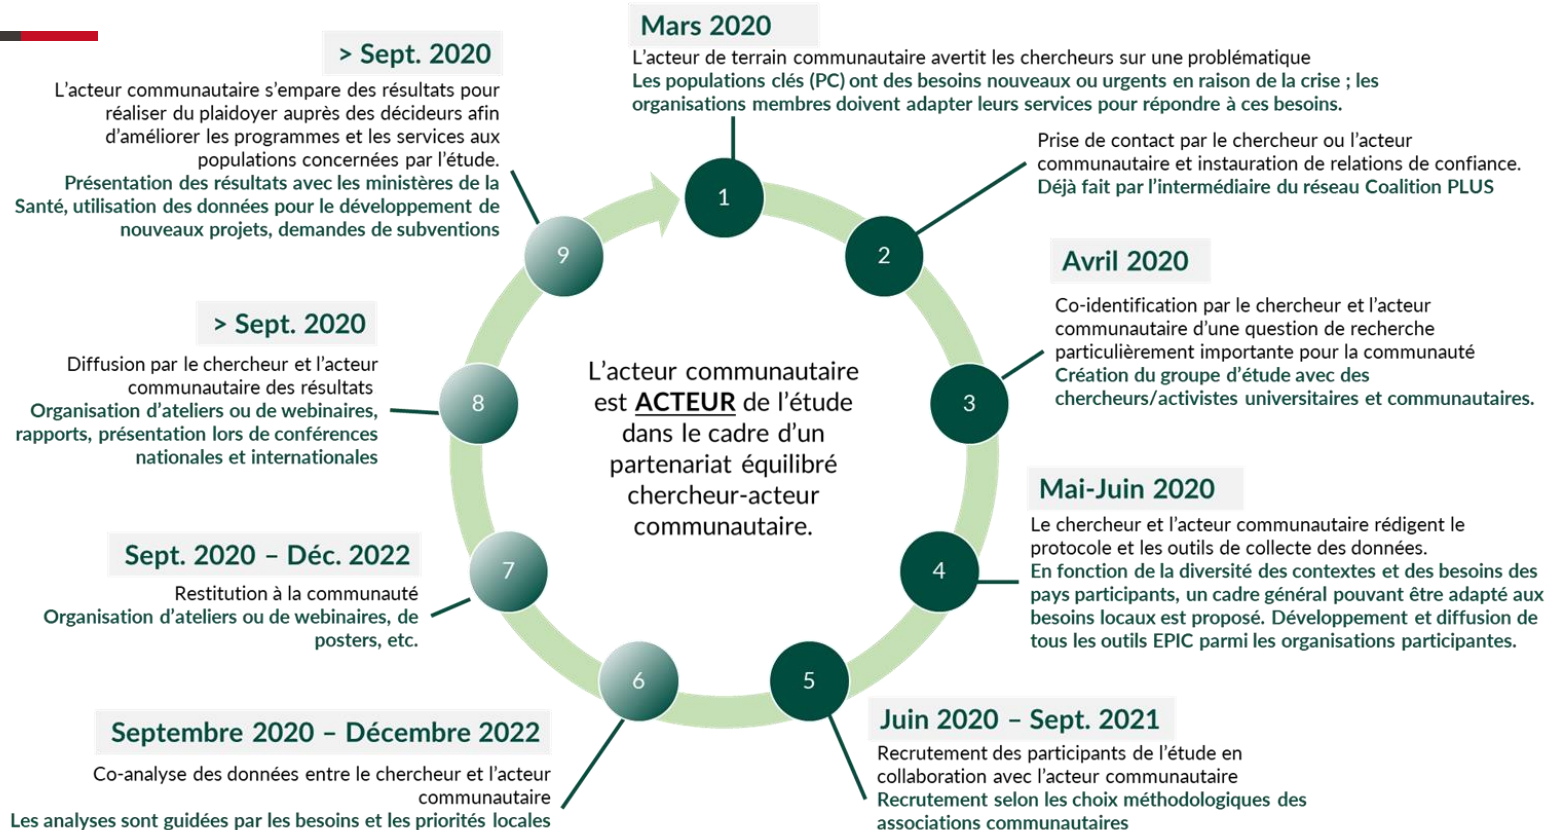 Mars 2020
L'acteur de terrain communautaire avertit les chercheurs sur une problématique
Les populations clés (PC) ont des besoins nouveaux ou urgents en raison de la crise ; les
organisations membres doivent adapter leurs services pour répondre à ces besoins.
1
Prise de contact par le chercheur ou l'acteur
communautaire et instauration de relations de confiance.
Déjà fait par l'intermédiaire du réseau Coalition PLUS
2
Avril 2020
Co-identification par le chercheur et l'acteur
communautaire d'une question de recherche
particulièrement importante pour la communauté
Création du groupe d'étude avec des
chercheurs/activistes universitaires et communautaires.
3
Mai-Juin 2020
Le chercheur et l'acteur communautaire rédigent le
protocole et les outils de collecte des données.
En fonction de la diversité des contextes et des besoins des
pays participants, un cadre général pouvant être adapté aux
besoins locaux est proposé. Développement et diffusion de
tous les outils EPIC parmi les organisations participantes.
4
Juin 2020 – Sept. 2021
Recrutement des participants de l'étude en
collaboration avec l'acteur communautaire
Recrutement selon les choix méthodologiques des
associations communautaires
5
Septembre 2020 – Décembre 2022
Co-analyse des données entre le chercheur et l'acteur
communautaire
Les analyses sont guidées par les besoins et les priorités locales
6
Sept. 2020 – Déc. 2022
Restitution à la communauté
Organisation d'ateliers ou de webinaires, de
posters, etc.
7
> Sept. 2020
Diffusion par le chercheur et l'acteur
communautaire des résultats
Organisation d'ateliers ou de webinaires,
rapports, présentation lors de conférences
nationales et internationales
8
> Sept. 2020
L'acteur communautaire s'empare des résultats pour
réaliser du plaidoyer auprès des décideurs afin
d'améliorer les programmes et les services aux
populations concernées par l'étude.
Présentation des résultats avec les ministères de la
Santé, utilisation des données pour le développement de
nouveaux projets, demandes de subventions
9
L'acteur communautaire
est ACTEUR de l'étude
dans le cadre d'un
partenariat équilibré
chercheur-acteur
communautaire.